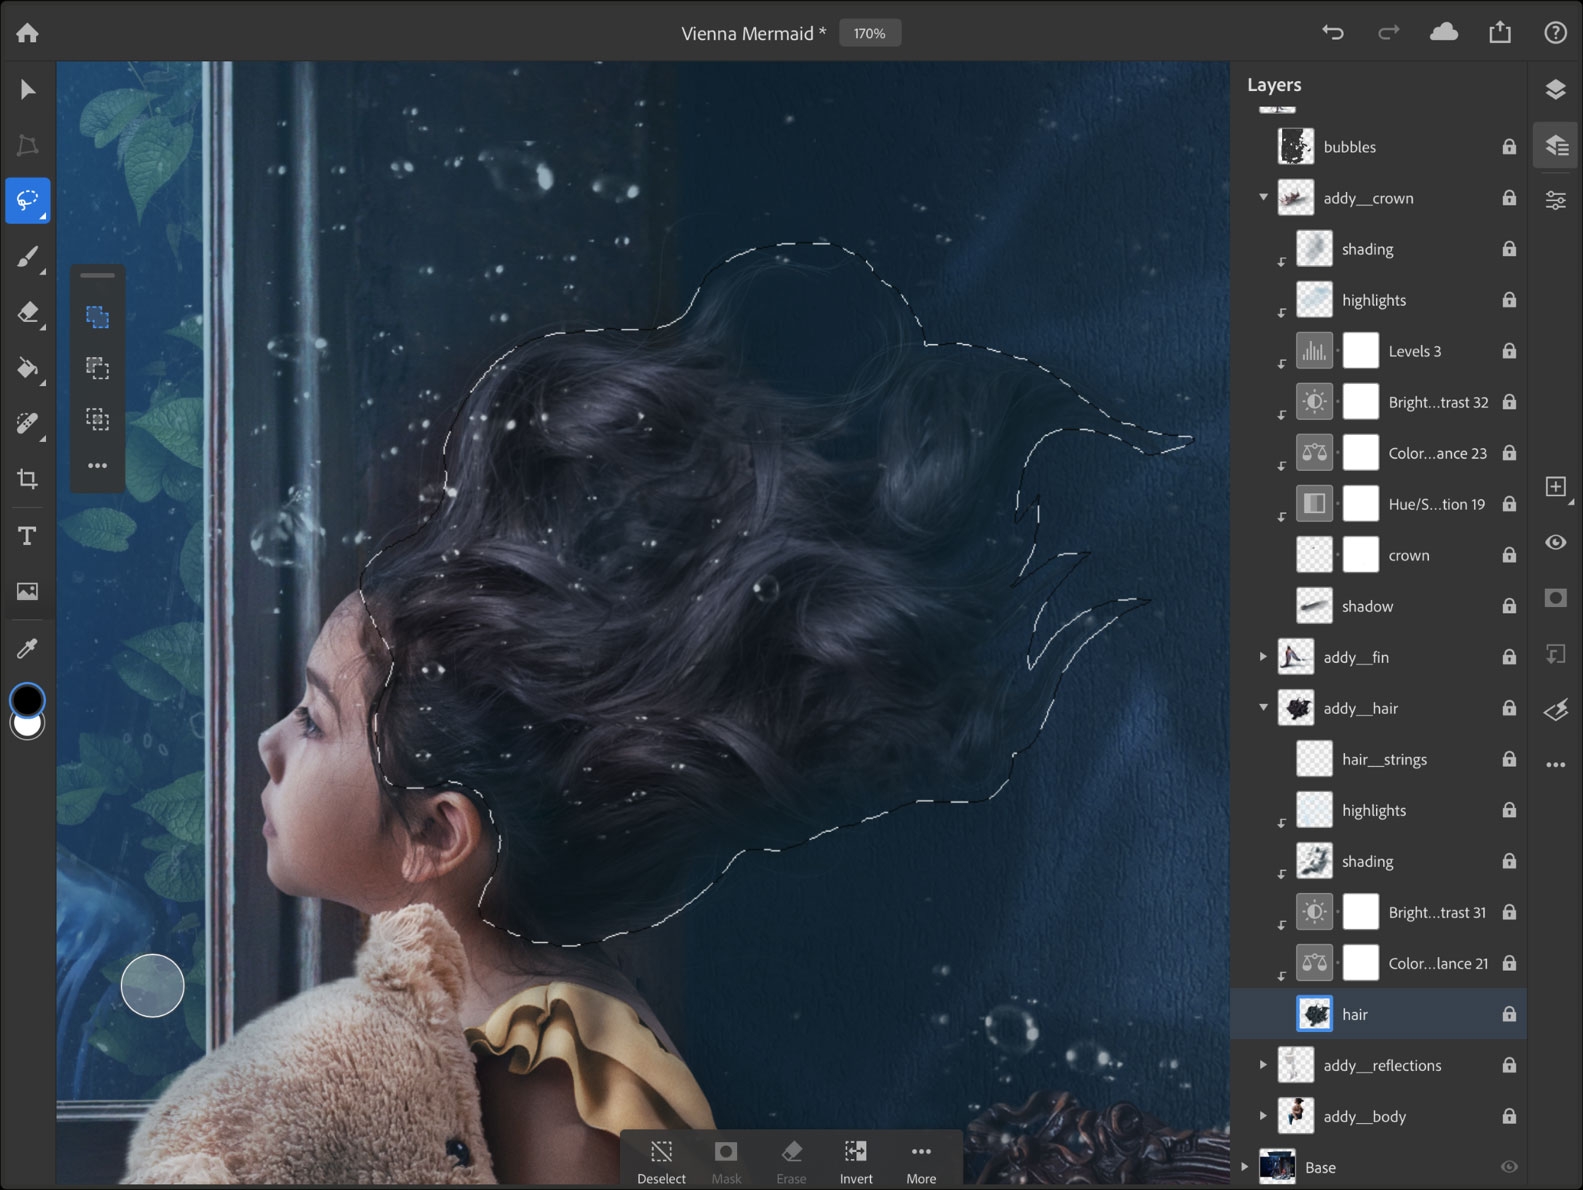 Vienna Mermaid *
170%
Layers
bubbles
addy__crown
shading
highlights
Levels 3
Bright...trast 32
Color...ance 23
Hue/S...tion 19
crown
shadow
addy__fin
addy__hair
hair__strings
highlights
shading
Bright...trast 31
Color...lance 21
hair
addy__reflections
addy__body
Base
T
Deselect
Mask
Erase
Invert
More